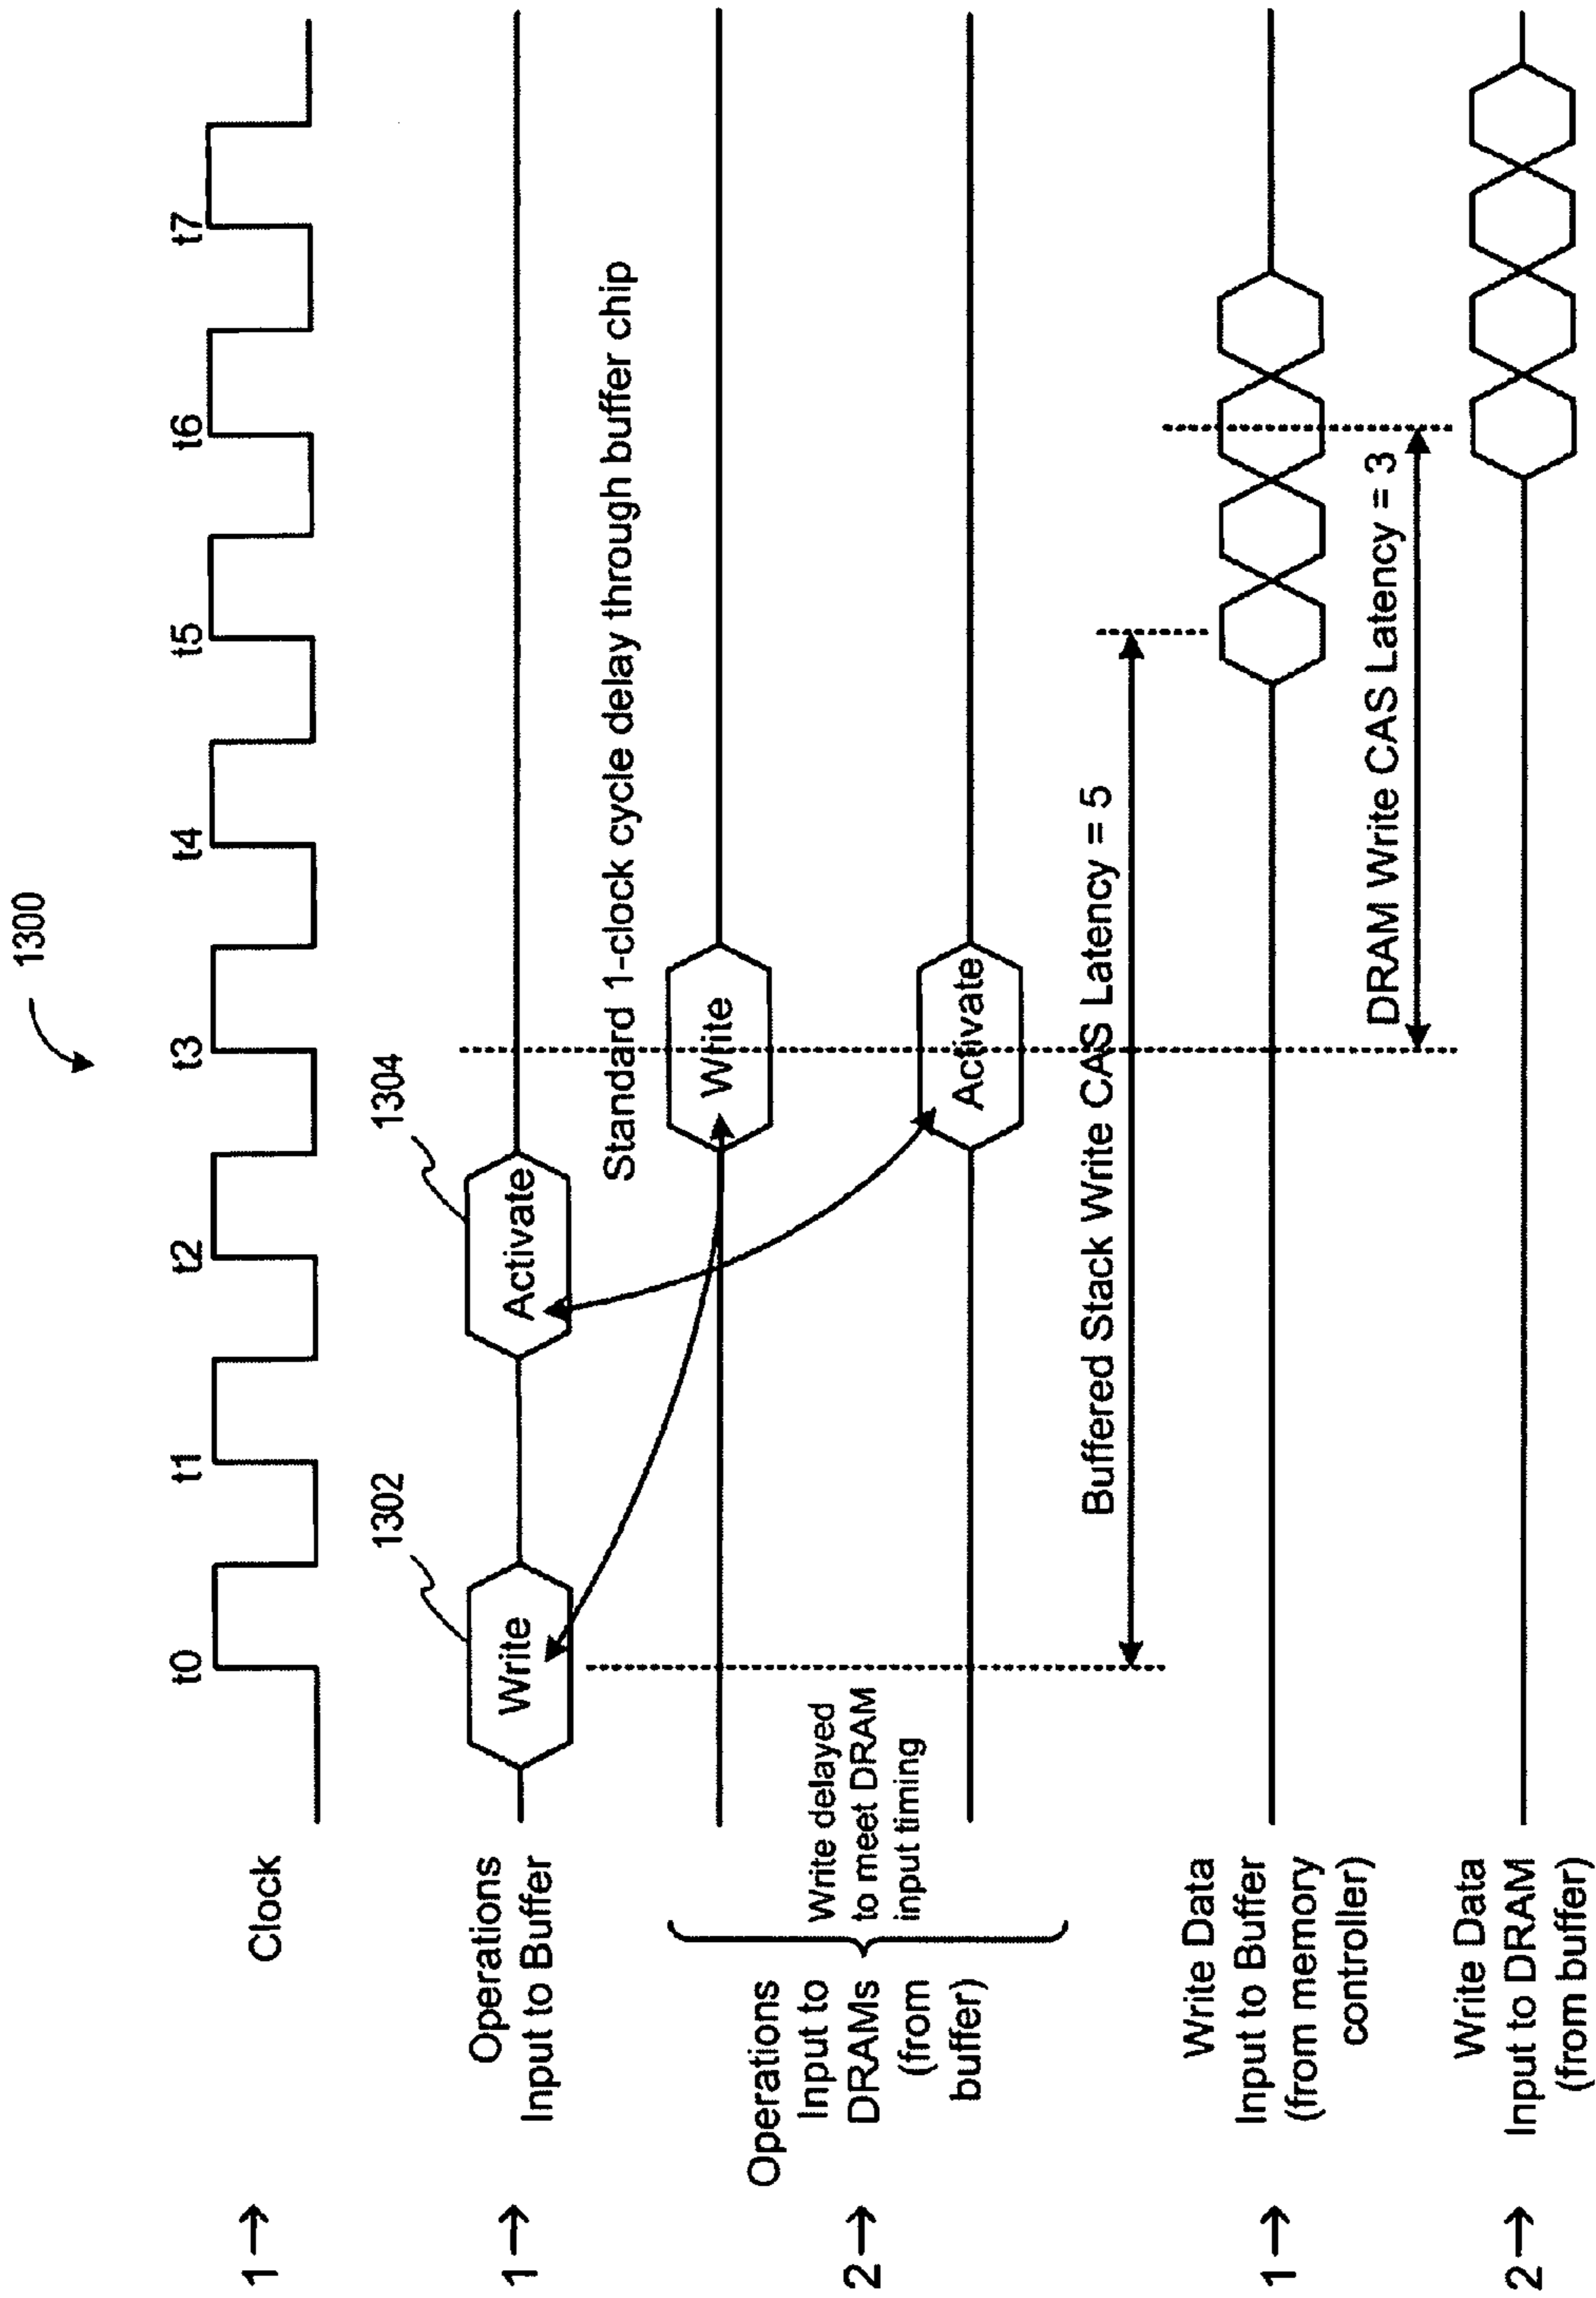 1300
t0 t1 t2 t3 t4 t5 t6 t7
1→ Clock
1302
1304
1→ Operations
Input to Buffer
Write
Activate
Standard 1-clock cycle delay through buffer chip
2→ Operations
Input to
DRAMs
(from
buffer)
Write delayed
to meet DRAM
input timing
Write
Activate
Buffered Stack Write CAS Latency = 5
1→ Write Data
Input to Buffer
(from memory
controller)
DRAM Write CAS Latency = 3
2→ Write Data
Input to DRAM
(from buffer)